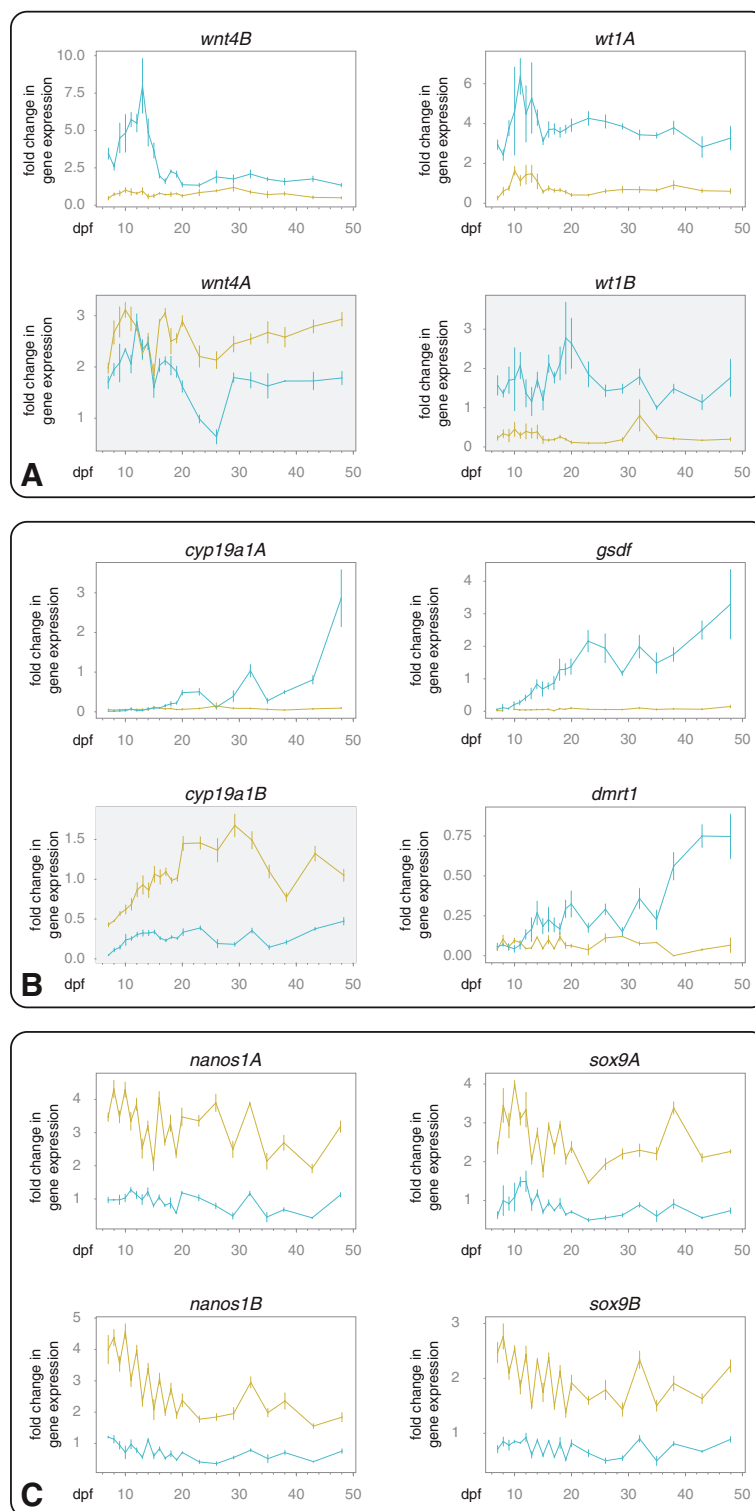 wnt4B
fold change in
gene expression
10.0
7.5
5.0
2.5
0.0
dpf 10 20 30 40 50
wt1A
fold change in
gene expression
6
4
2
0
dpf 10 20 30 40 50
wnt4A
fold change in
gene expression
3
2
1
dpf 10 20 30 40 50
wt1B
fold change in
gene expression
3
2
1
0
dpf 10 20 30 40 50
A
cyp19a1A
fold change in
gene expression
3
2
1
0
dpf 10 20 30 40 50
gsdf
fold change in
gene expression
4
3
2
1
0
dpf 10 20 30 40 50
cyp19a1B
fold change in
gene expression
1.5
1.0
0.5
0.0
dpf 10 20 30 40 50
dmrt1
fold change in
gene expression
0.75
0.50
0.25
0.00
dpf 10 20 30 40 50
B
nanos1A
fold change in
gene expression
4
3
2
1
dpf 10 20 30 40 50
sox9A
fold change in
gene expression
4
3
2
1
dpf 10 20 30 40 50
nanos1B
fold change in
gene expression
5
4
3
2
1
dpf 10 20 30 40 50
sox9B
fold change in
gene expression
3
2
1
dpf 10 20 30 40 50
C